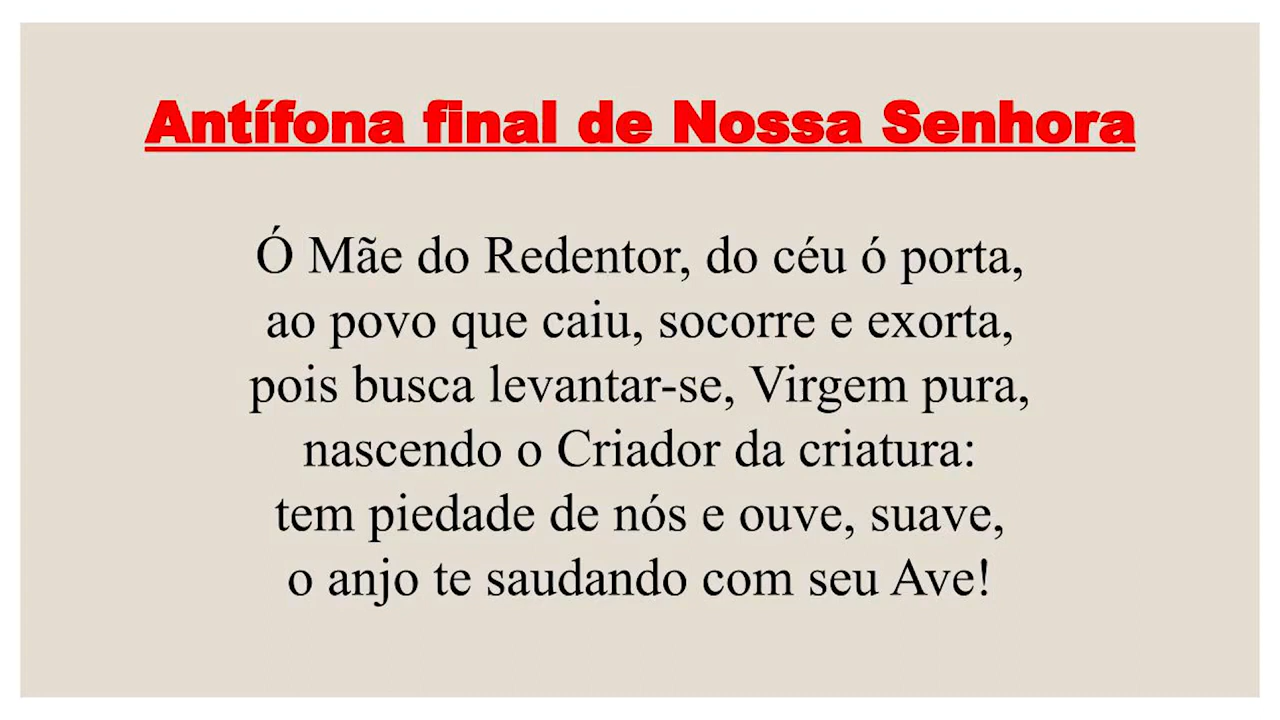 Antífona final de Nossa Senhora
Ó Mãe do Redentor, do céu ó porta,
ao povo que caiu, socorre e exorta,
pois busca levantar-se, Virgem pura,
nascendo o Criador da criatura:
tem piedade de nós e ouve, suave,
o anjo te saudando com seu Ave!